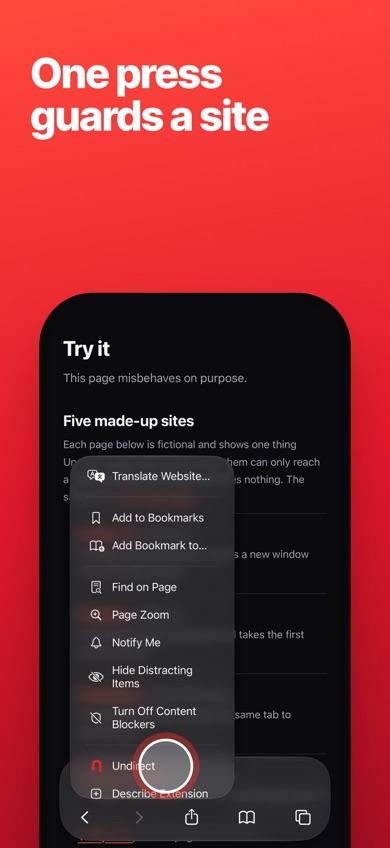 One press
guards a site
Try it
This page misbehaves on purpose.
Five made-up sites
Each page below is fictional and shows one thing
Un
hem can only reach
a
es nothing. The
Translate Website...
Add to Bookmarks
Add Bookmark to...
s a new window
Find on Page
Page Zoom
takes the first
Notify Me
Hide Distracting
Items
same tab to
Turn Off Content
Blockers
Undirect
Describe Extension